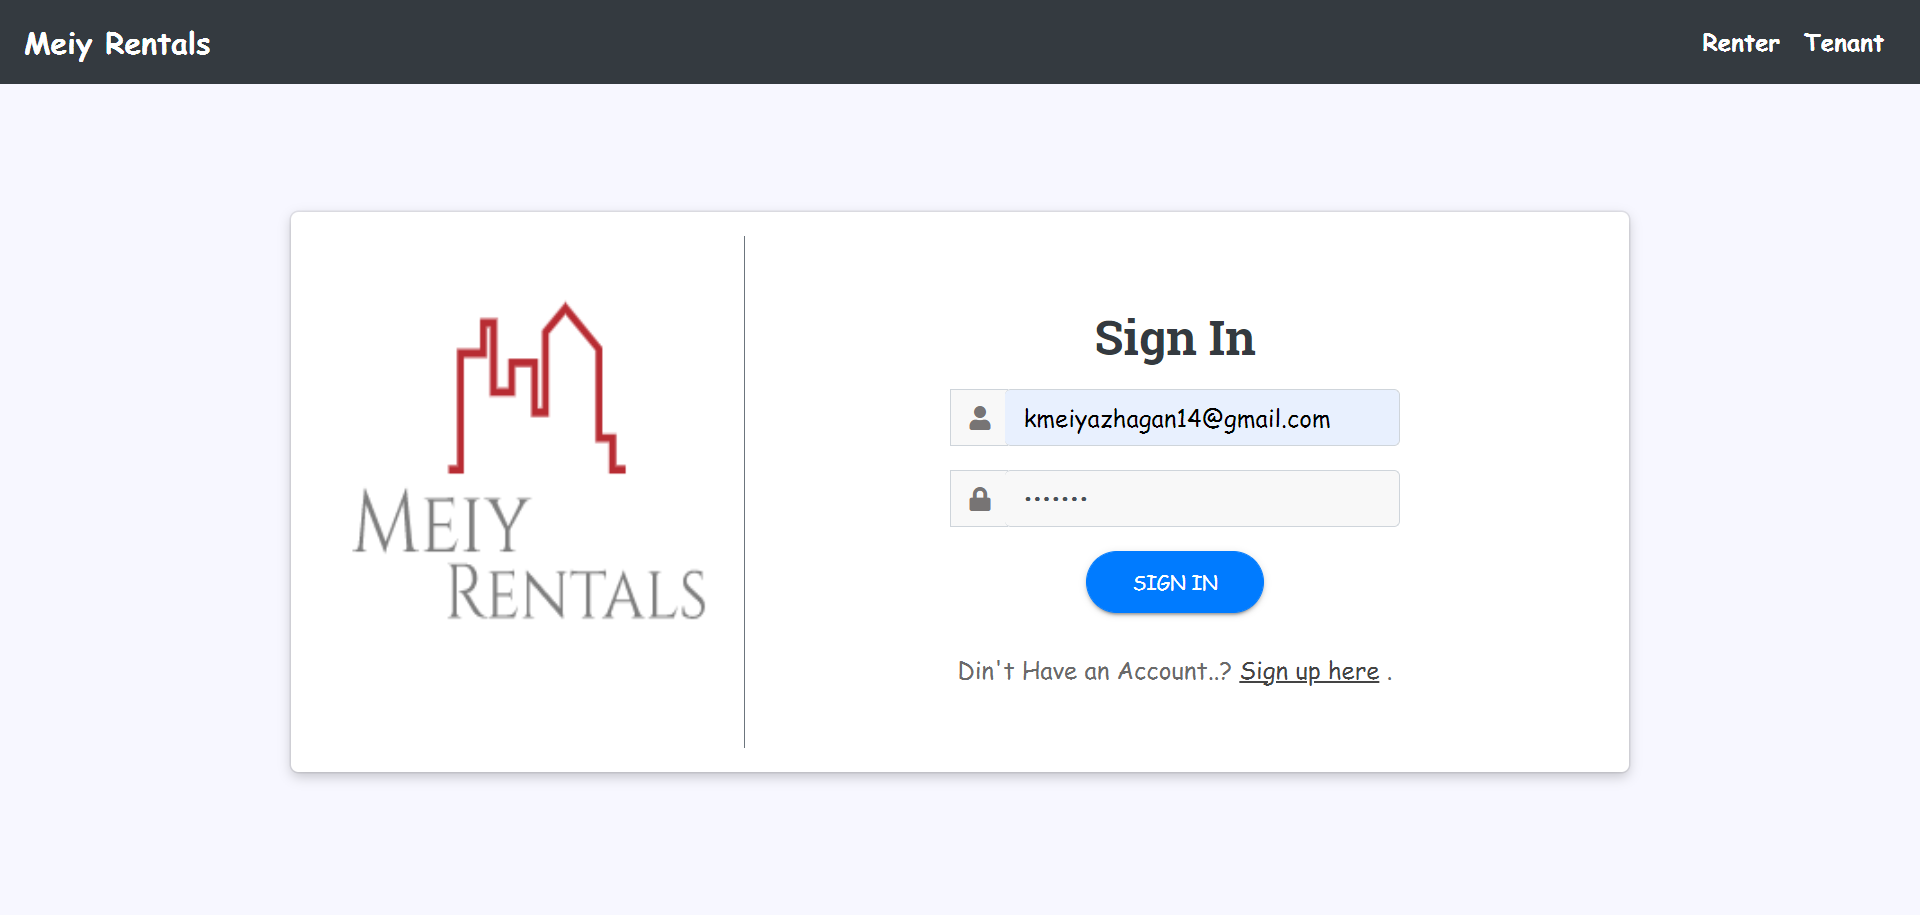 Meiy Rentals
Renter Tenant
MEIY
RENTALS
Sign In
kmeiyazhagan14@gmail.com
•••••••
SIGN IN
Din't Have an Account..? Sign up here .